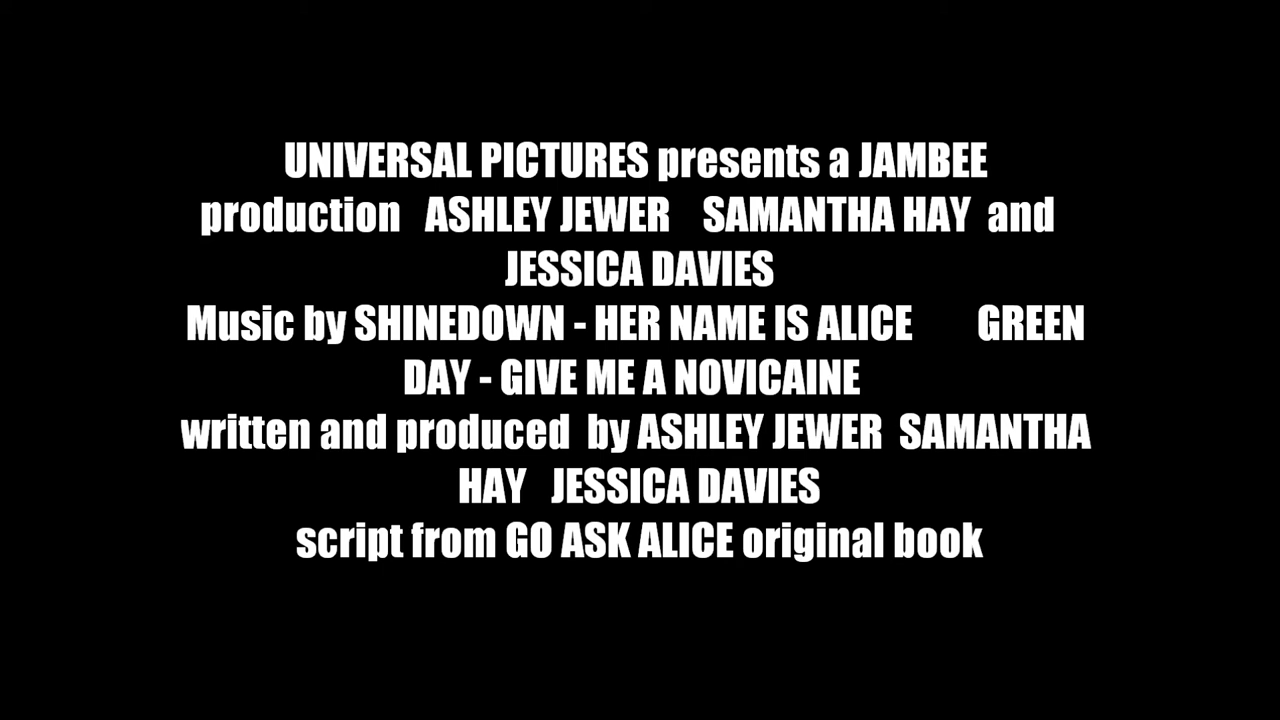 UNIVERSAL PICTURES presents a JAMBEE
production ASHLEY JEWER SAMANTHA HAY and
JESSICA DAVIES
Music by SHINEDOWN - HER NAME IS ALICE GREEN
DAY - GIVE ME A NOVICAINE
written and produced by ASHLEY JEWER SAMANTHA
HAY JESSICA DAVIES
script from GO ASK ALICE original book